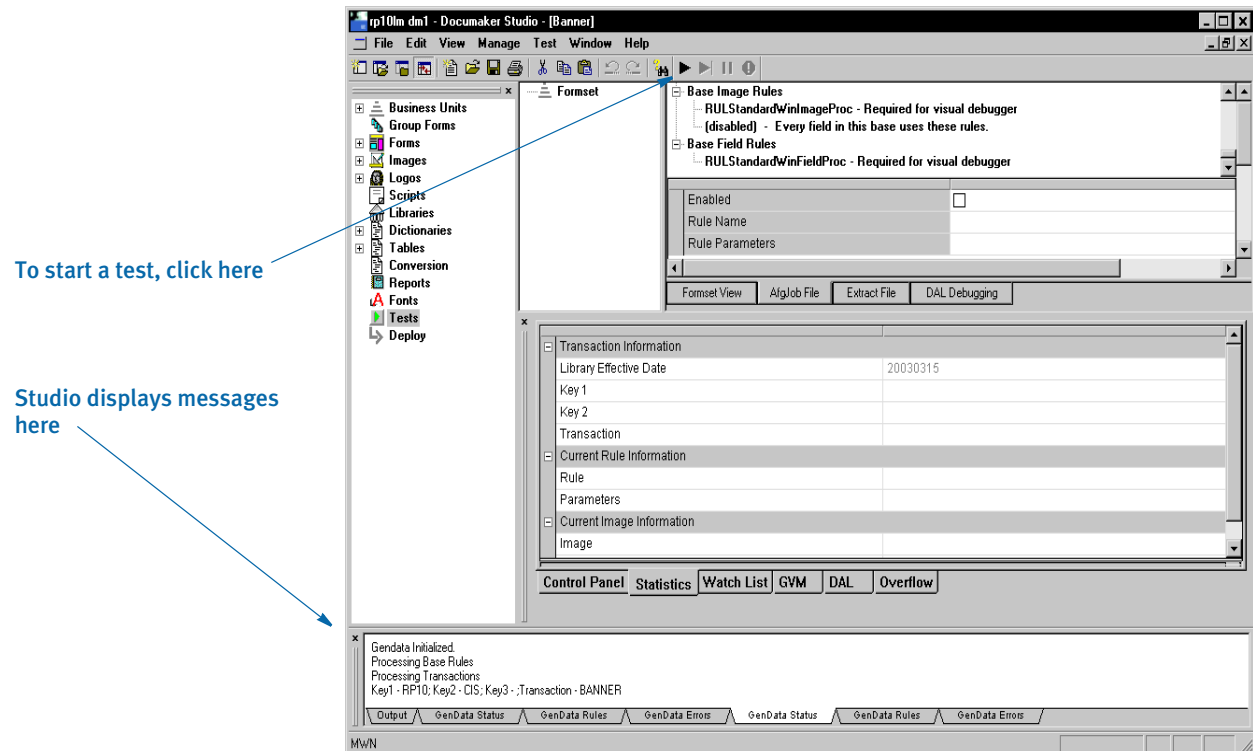 rp10lm dm1 - Documaker Studio - [Banner]
File Edit View Manage Test Window Help
Business Units
Group Forms
Forms
Images
Logos
Scripts
Libraries
Dictionaries
Tables
Conversion
Reports
Fonts
Tests
Deploy
Formset
Base Image Rules
RULStandardWinImageProc - Required for visual debugger
(disabled) - Every field in this base uses these rules.
Base Field Rules
RULStandardWinFieldProc - Required for visual debugger
Enabled
Rule Name
Rule Parameters
Formset View AfgJob File Extract File DAL Debugging
To start a test, click here
Transaction Information
Library Effective Date 20030315
Key 1
Key 2
Transaction
Current Rule Information
Rule
Parameters
Current Image Information
Image
Control Panel Statistics Watch List GVM DAL Overflow
Studio displays messages
here
Gendata Initialized.
Processing Base Rules
Processing Transactions
Key1 - RP10; Key2 - CIS; Key3 - ;Transaction - BANNER
Output GenData Status GenData Rules GenData Errors GenData Status GenData Rules GenData Errors
MWN